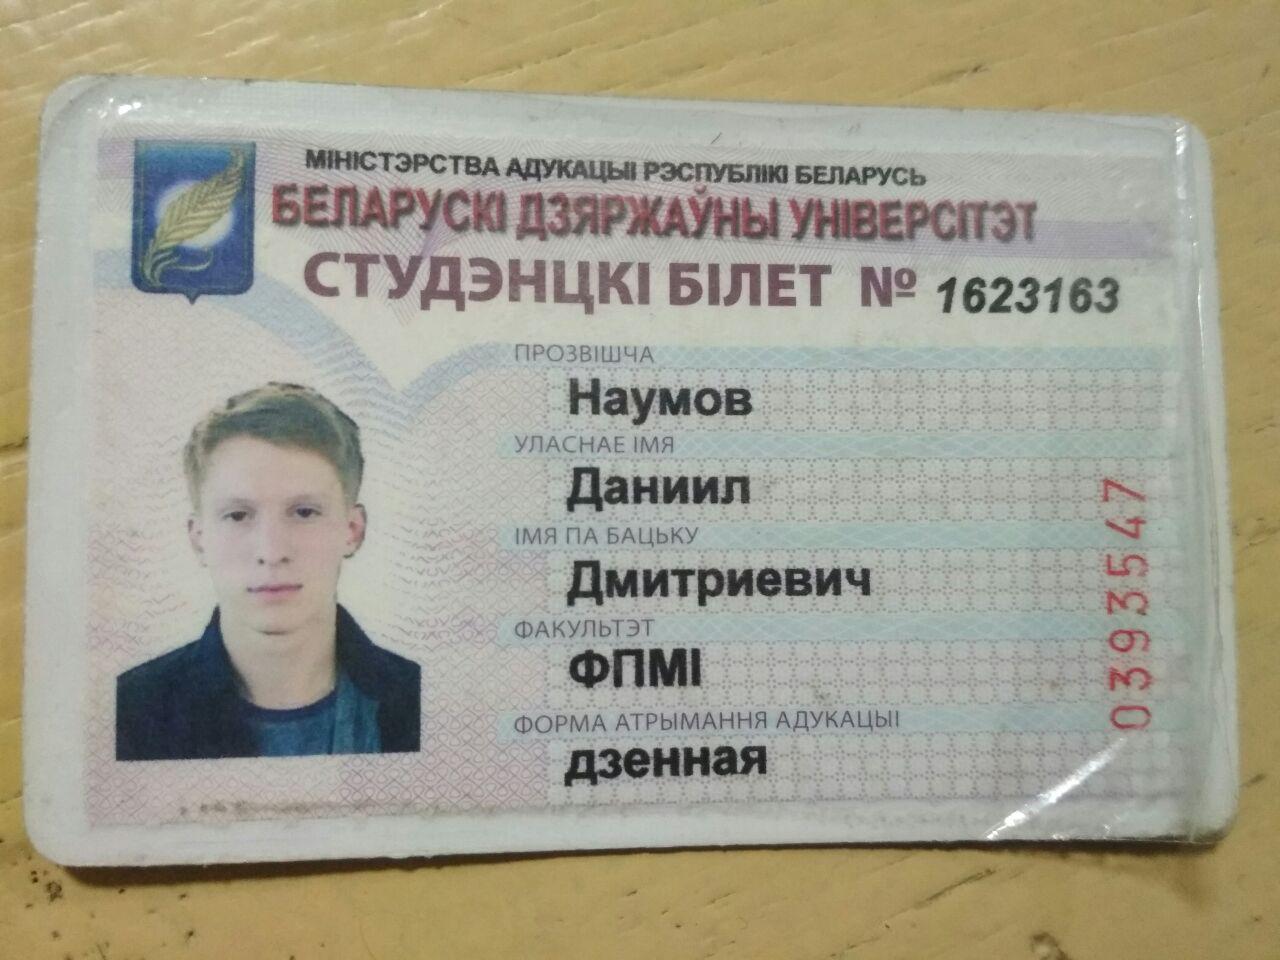 МІНІСТЭРСТВА АДУКАЦЫІ РЭСПУБЛІКІ БЕЛАРУСЬ
БЕЛАРУСКІ ДЗЯРЖАЎНЫ УНІВЕРСІТЭТ
СТУДЭНЦКІ БІЛЕТ № 1623163
ПРОЗВІШЧА
Наумов
УЛАСНАЕ ІМЯ
Даниил
ІМЯ ПА БАЦЬКУ
Дмитриевич
ФАКУЛЬТЭТ
ФПМІ
ФОРМА АТРЫМАННЯ АДУКАЦЫІ
дзенная
0393547